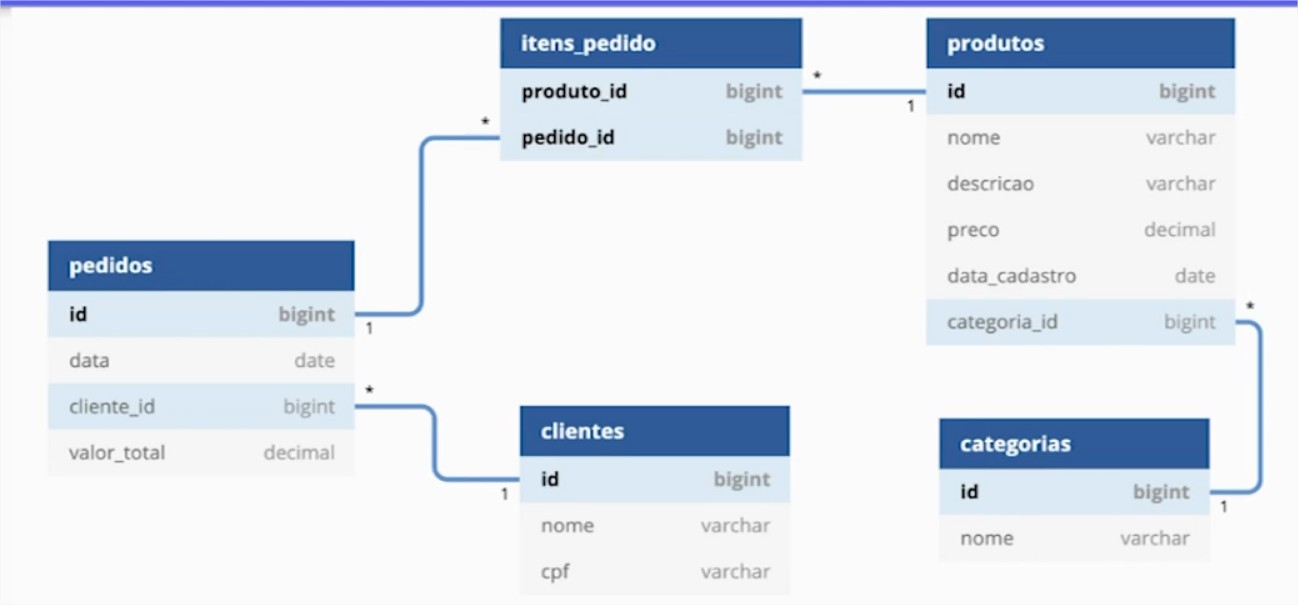 itens_pedido
produto_id bigint
pedido_id bigint
*
*
1
produtos
id bigint
nome varchar
descricao varchar
preco decimal
data_cadastro date
categoria_id bigint
*
pedidos
id bigint
1
data date
cliente_id bigint
*
valor_total decimal
clientes
id bigint
1
nome varchar
cpf varchar
categorias
id bigint
1
nome varchar